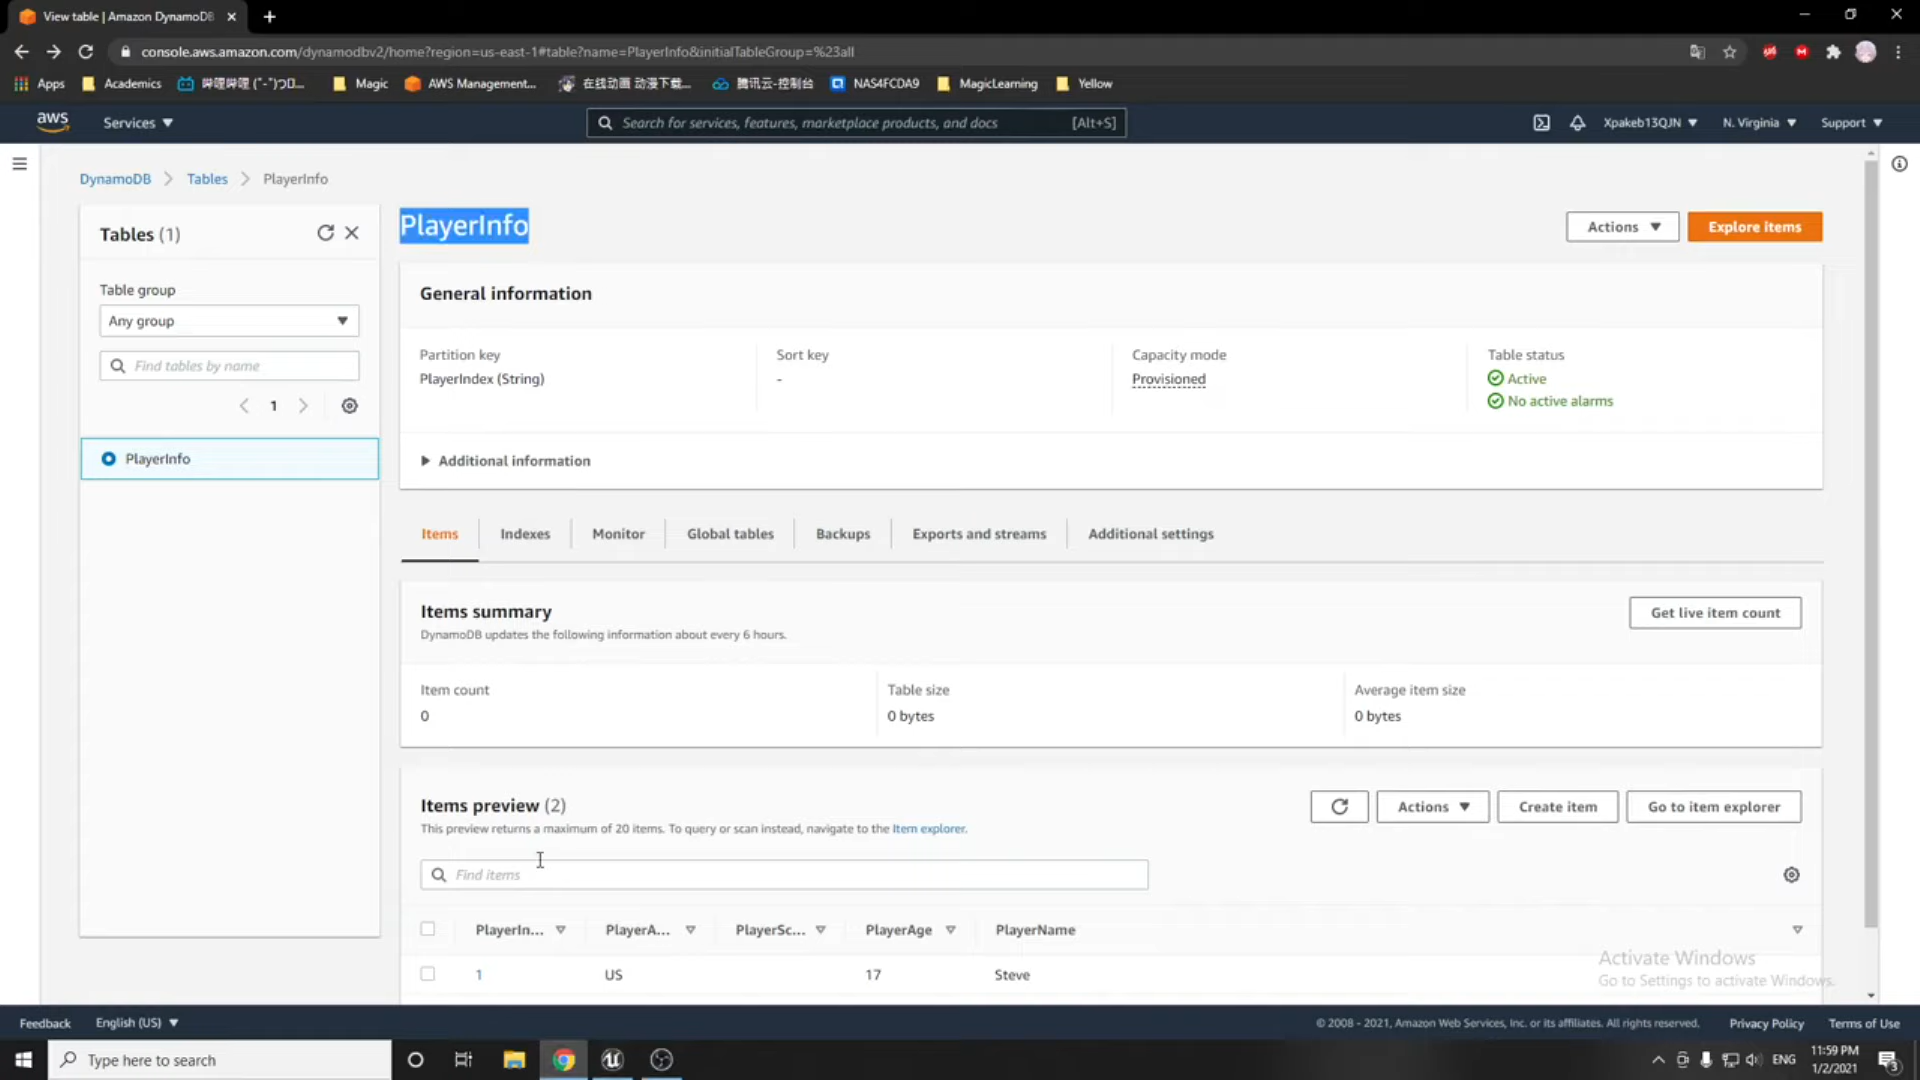 View table | Amazon DynamoDB
console.aws.amazon.com/dynamodbv2/home?region=us-east-1#table?name=PlayerInfo&initialTableGroup=%23all
Apps
Academics
哔哩哔哩 (゜-゜)つロ...
Magic
AWS Management...
在线动画 动漫下载...
腾讯云-控制台
NAS4FCDA9
MagicLearning
Yellow
aws
Services
Search for services, features, marketplace products, and docs
[Alt+S]
Xpakeb13QJN
N. Virginia
Support
DynamoDB
Tables
PlayerInfo
Tables (1)
Table group
Any group
Find tables by name
1
PlayerInfo
PlayerInfo
Actions
Explore items
General information
Partition key
PlayerIndex (String)
Sort key
-
Capacity mode
Provisioned
Table status
Active
No active alarms
Additional information
Items
Indexes
Monitor
Global tables
Backups
Exports and streams
Additional settings
Items summary
DynamoDB updates the following information about every 6 hours.
Get live item count
Item count
0
Table size
0 bytes
Average item size
0 bytes
Items preview (2)
This preview returns a maximum of 20 items. To query or scan instead, navigate to the Item explorer.
Actions
Create item
Go to item explorer
Find items
PlayerIn...
PlayerA...
PlayerSc...
PlayerAge
PlayerName
1
US
17
Steve
Activate Windows
Go to Settings to activate Windows.
Feedback
English (US)
© 2008 - 2021, Amazon Web Services, Inc. or its affiliates. All rights reserved.
Privacy Policy
Terms of Use
Type here to search
ENG
11:59 PM
1/2/2021
3